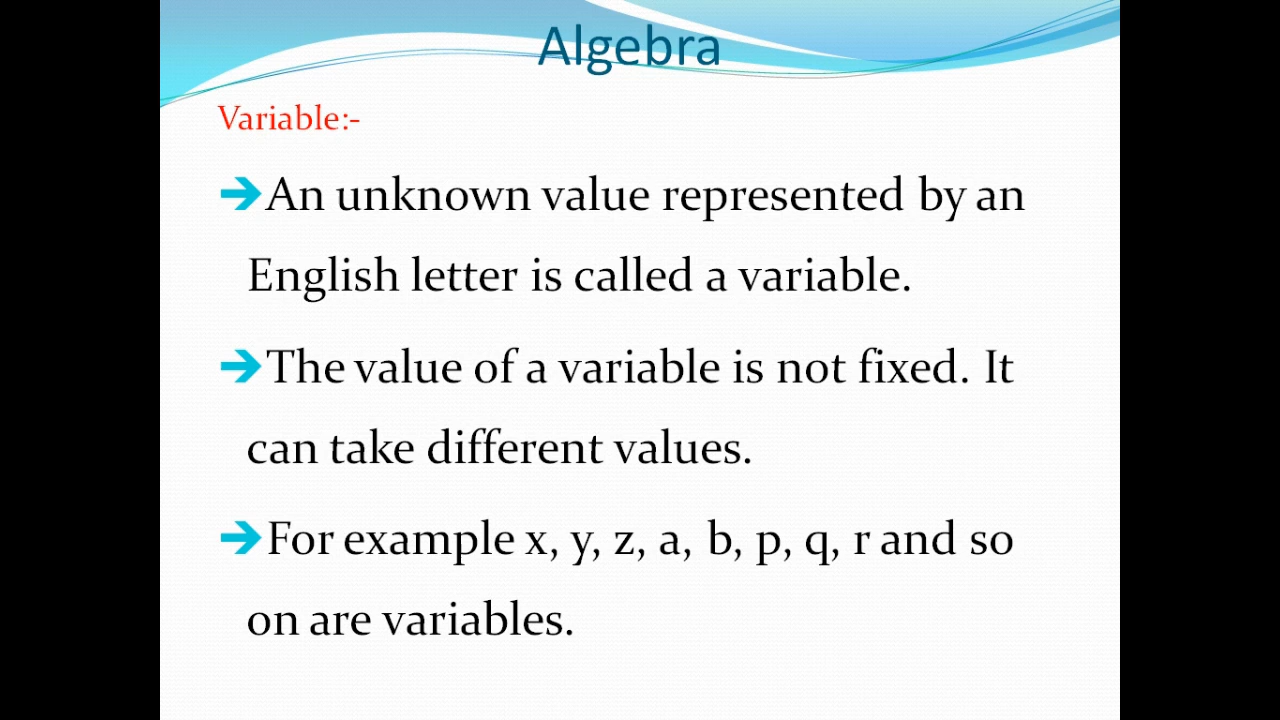 Algebra
Variable:-
➔An unknown value represented by an
English letter is called a variable.
➔The value of a variable is not fixed. It
can take different values.
➔For example x, y, z, a, b, p, q, r and so
on are variables.